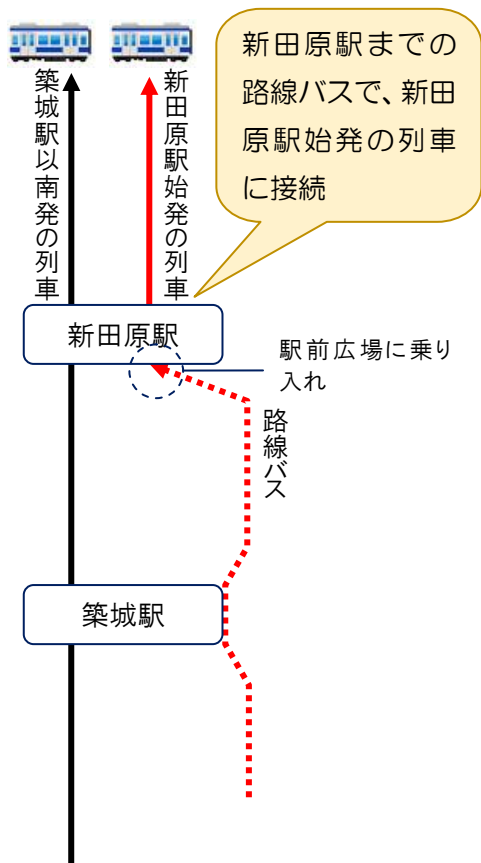 新田原駅までの
路線バスで、新田
原駅始発の列車
に接続
築城駅以南発の列車
新田原駅始発の列車
新田原駅
駅前広場に乗り
入れ
路線バス
築城駅